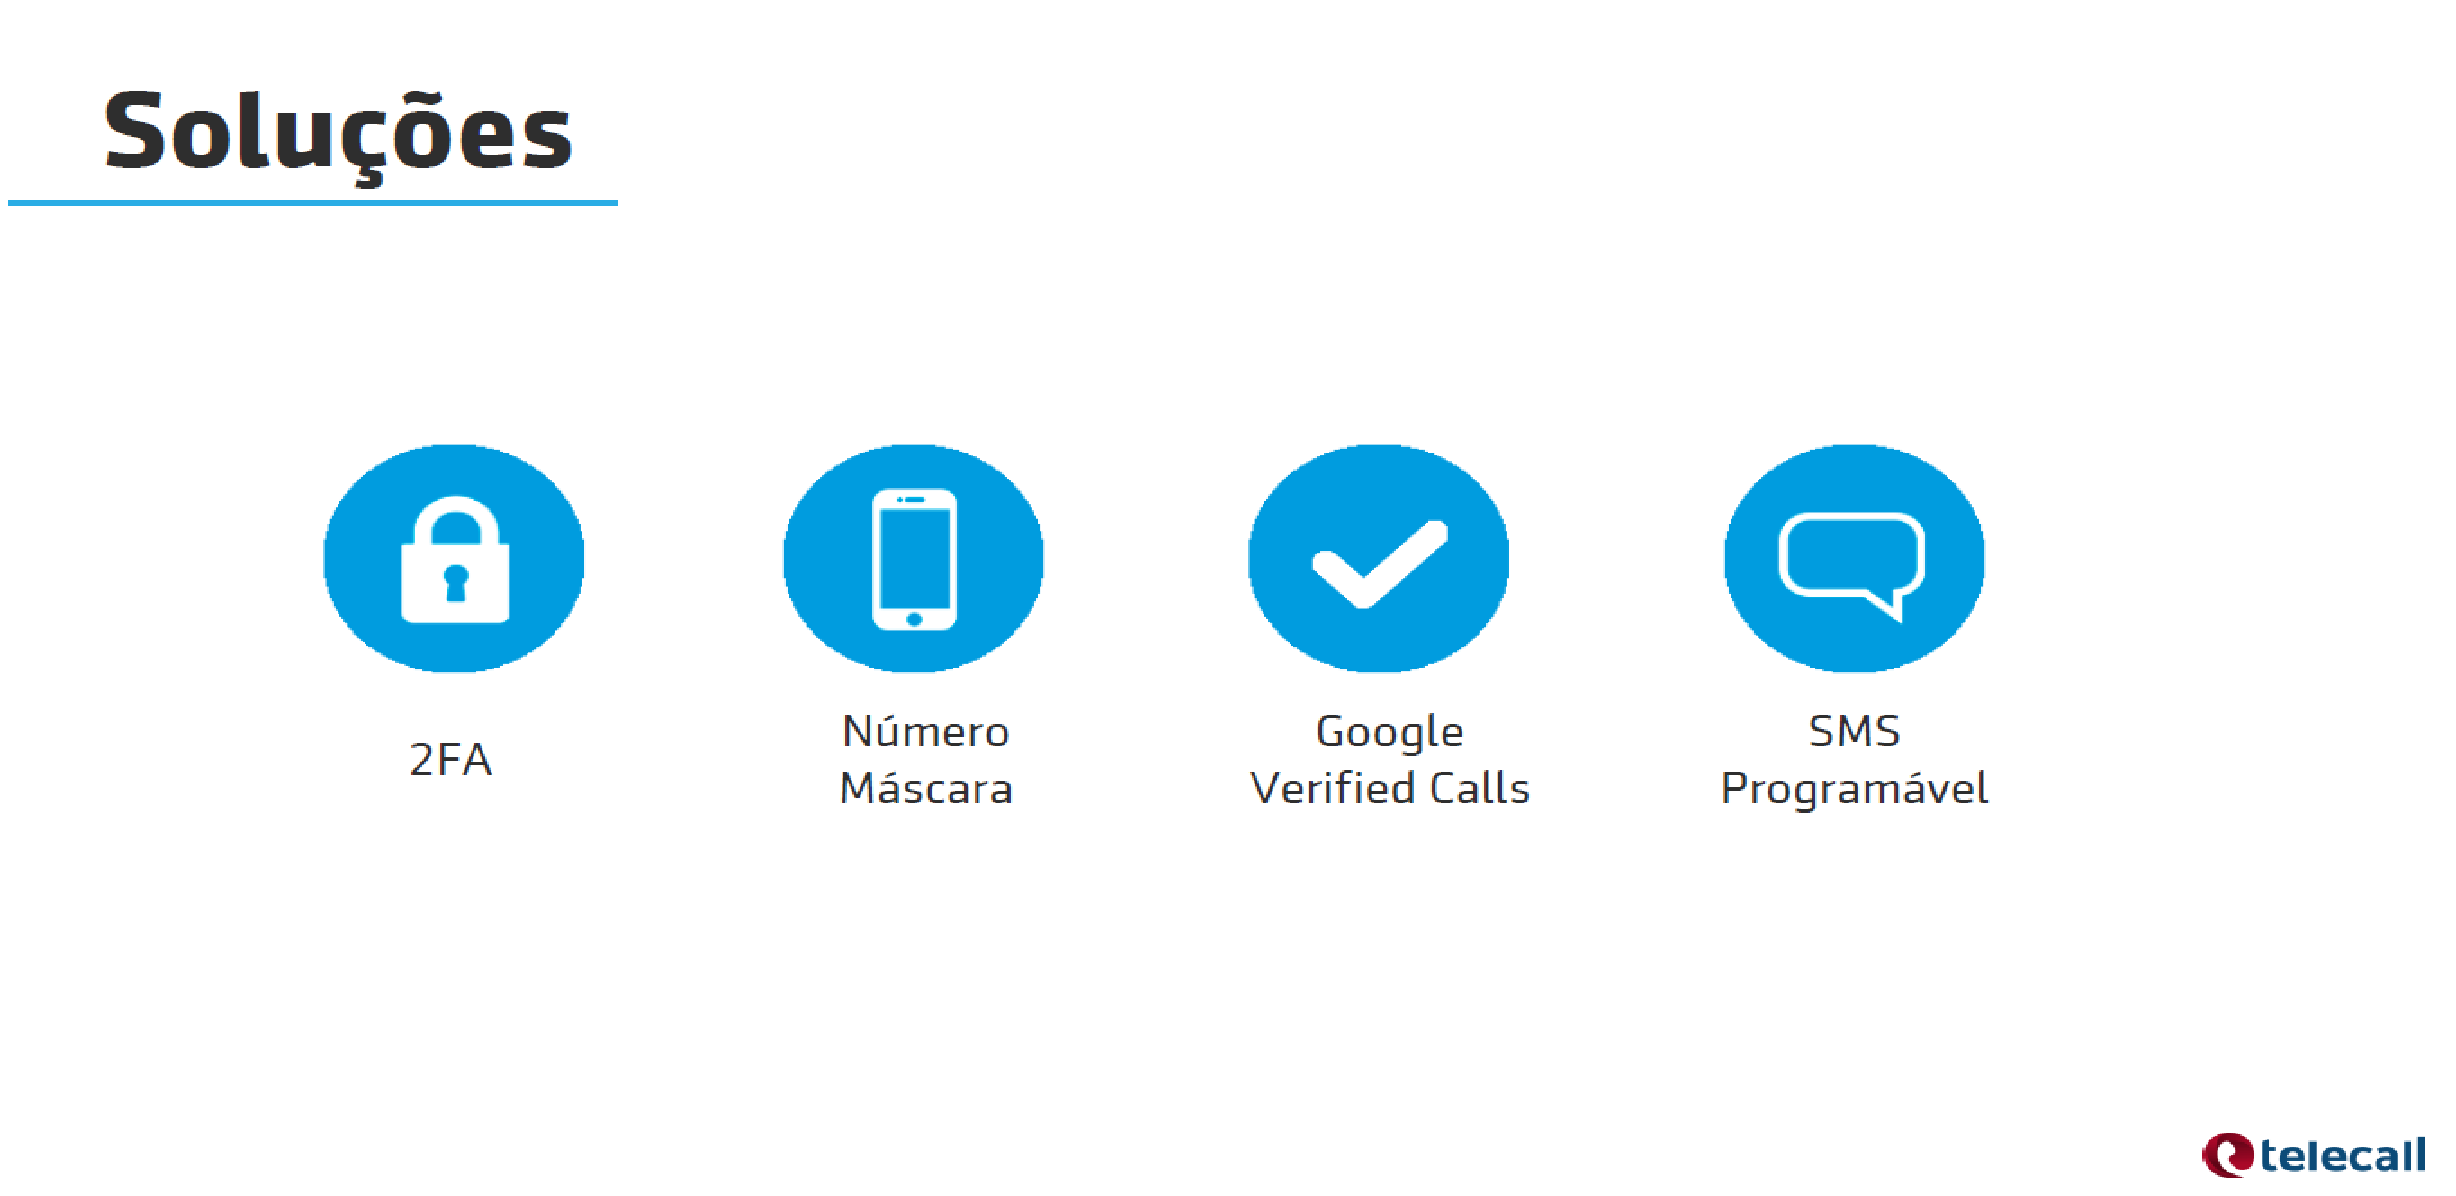 Soluções
2FA
Número
Máscara
Google
Verified Calls
SMS
Programável
telecall